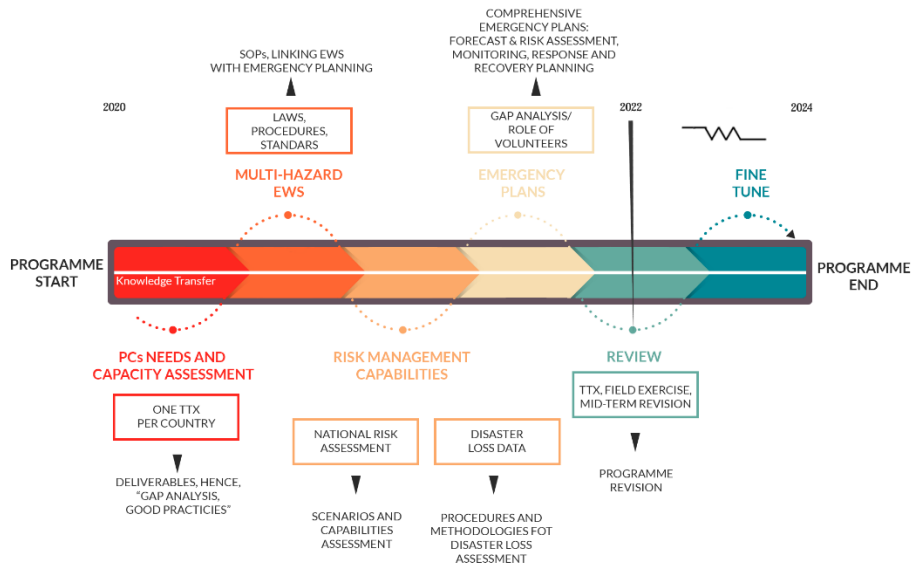 COMPREHENSIVE
EMERGENCY PLANS:
FORECAST & RISK ASSESSMENT,
MONITORING, RESPONSE AND
RECOVERY PLANNING
SOPs, LINKING EWS
WITH EMERGENCY PLANNING
2020
2022
2024
LAWS,
PROCEDURES,
STANDARS
GAP ANALYSIS/
ROLE OF
VOLUNTEERS
MULTI-HAZARD
EWS
EMERGENCY
PLANS
FINE
TUNE
PROGRAMME
START
Knowledge Transfer
PROGRAMME
END
PCs NEEDS AND
CAPACITY ASSESSMENT
RISK MANAGEMENT
CAPABILITIES
REVIEW
ONE TTX
PER COUNTRY
NATIONAL RISK
ASSESSMENT
DISASTER
LOSS DATA
TTX, FIELD EXERCISE,
MID-TERM REVISION
DELIVERABLES, HENCE,
“GAP ANALYSIS,
GOOD PRACTICIES”
SCENARIOS AND
CAPABILITIES
ASSESSMENT
PROCEDURES AND
METHODOLOGIES FOT
DISASTER LOSS
ASSESSMENT
PROGRAMME
REVISION